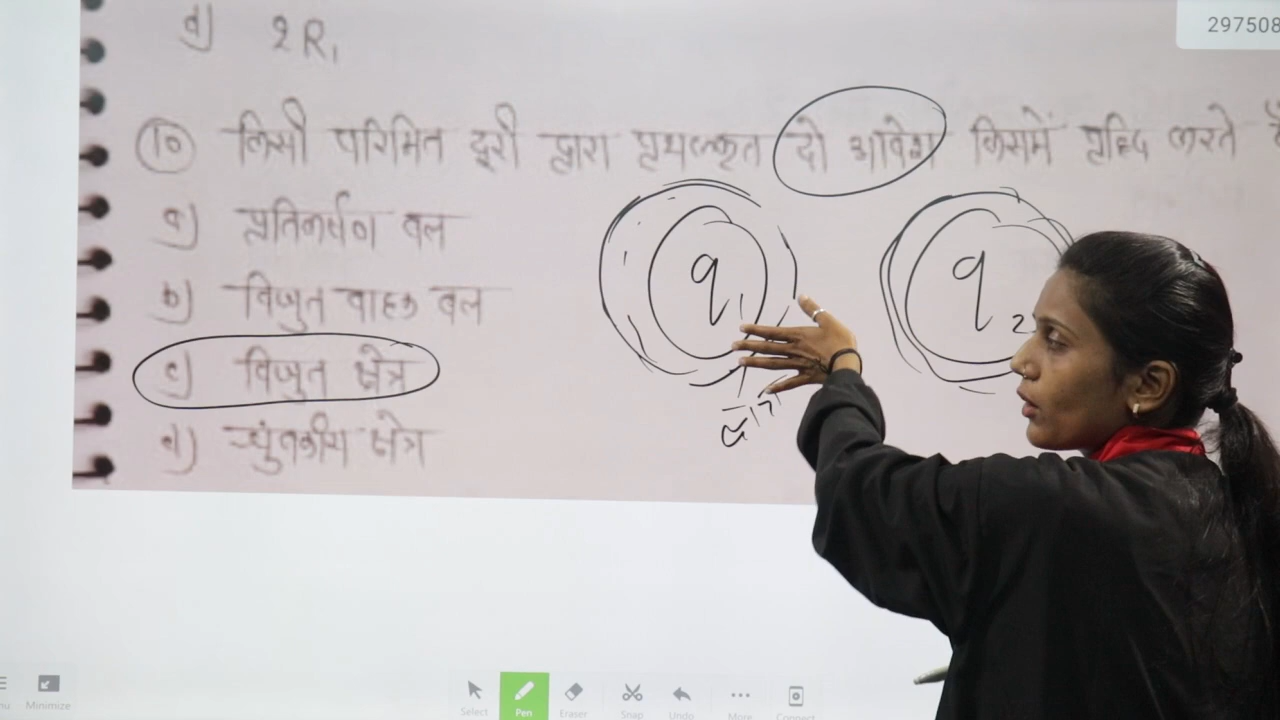 d) 2R₁
297508
10 किसी परिमित दूरी द्वारा पृथक्कृत दो आवेश किसमें वृद्धि करते है
a) प्रतिकर्षण बल
b) विधुत वाहक बल
c) विधुत क्षेत्र
d) चुंबकीय क्षेत्र
q₁
q₂
Minimize
Select
Pen
Eraser
Snap
Undo
More
Connect